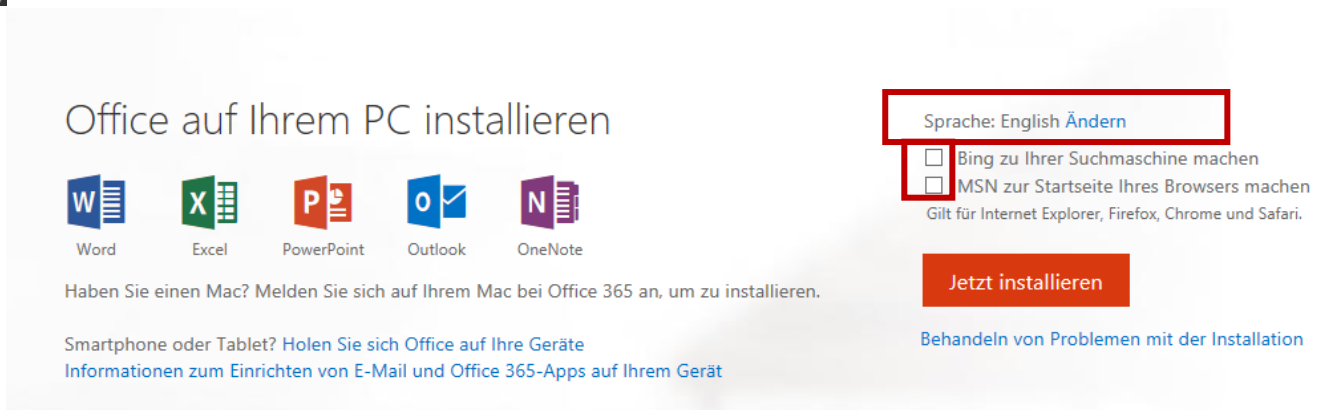 Office auf Ihrem PC installieren
Word Excel PowerPoint Outlook OneNote
Haben Sie einen Mac? Melden Sie sich auf Ihrem Mac bei Office 365 an, um zu installieren.
Smartphone oder Tablet? Holen Sie sich Office auf Ihre Geräte
Informationen zum Einrichten von E-Mail und Office 365-Apps auf Ihrem Gerät
Sprache: English Ändern
Bing zu Ihrer Suchmaschine machen
MSN zur Startseite Ihres Browsers machen
Gilt für Internet Explorer, Firefox, Chrome und Safari.
Jetzt installieren
Behandeln von Problemen mit der Installation